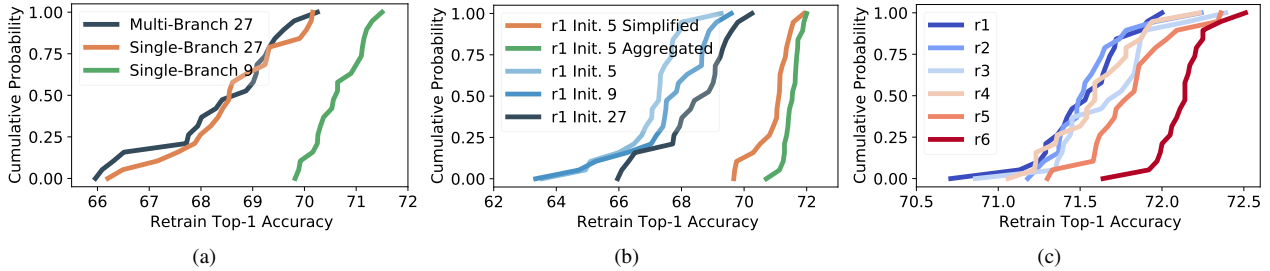 Cumulative Probability
1.00
0.75
0.50
0.25
0.00
Multi-Branch 27
Single-Branch 27
Single-Branch 9
66 67 68 69 70 71 72
Retrain Top-1 Accuracy
(a)
Cumulative Probability
1.00
0.75
0.50
0.25
0.00
r1 Init. 5 Simplified
r1 Init. 5 Aggregated
r1 Init. 5
r1 Init. 9
r1 Init. 27
62 64 66 68 70 72
Retrain Top-1 Accuracy
(b)
Cumulative Probability
1.00
0.75
0.50
0.25
0.00
r1
r2
r3
r4
r5
r6
70.5 71.0 71.5 72.0 72.5
Retrain Top-1 Accuracy
(c)